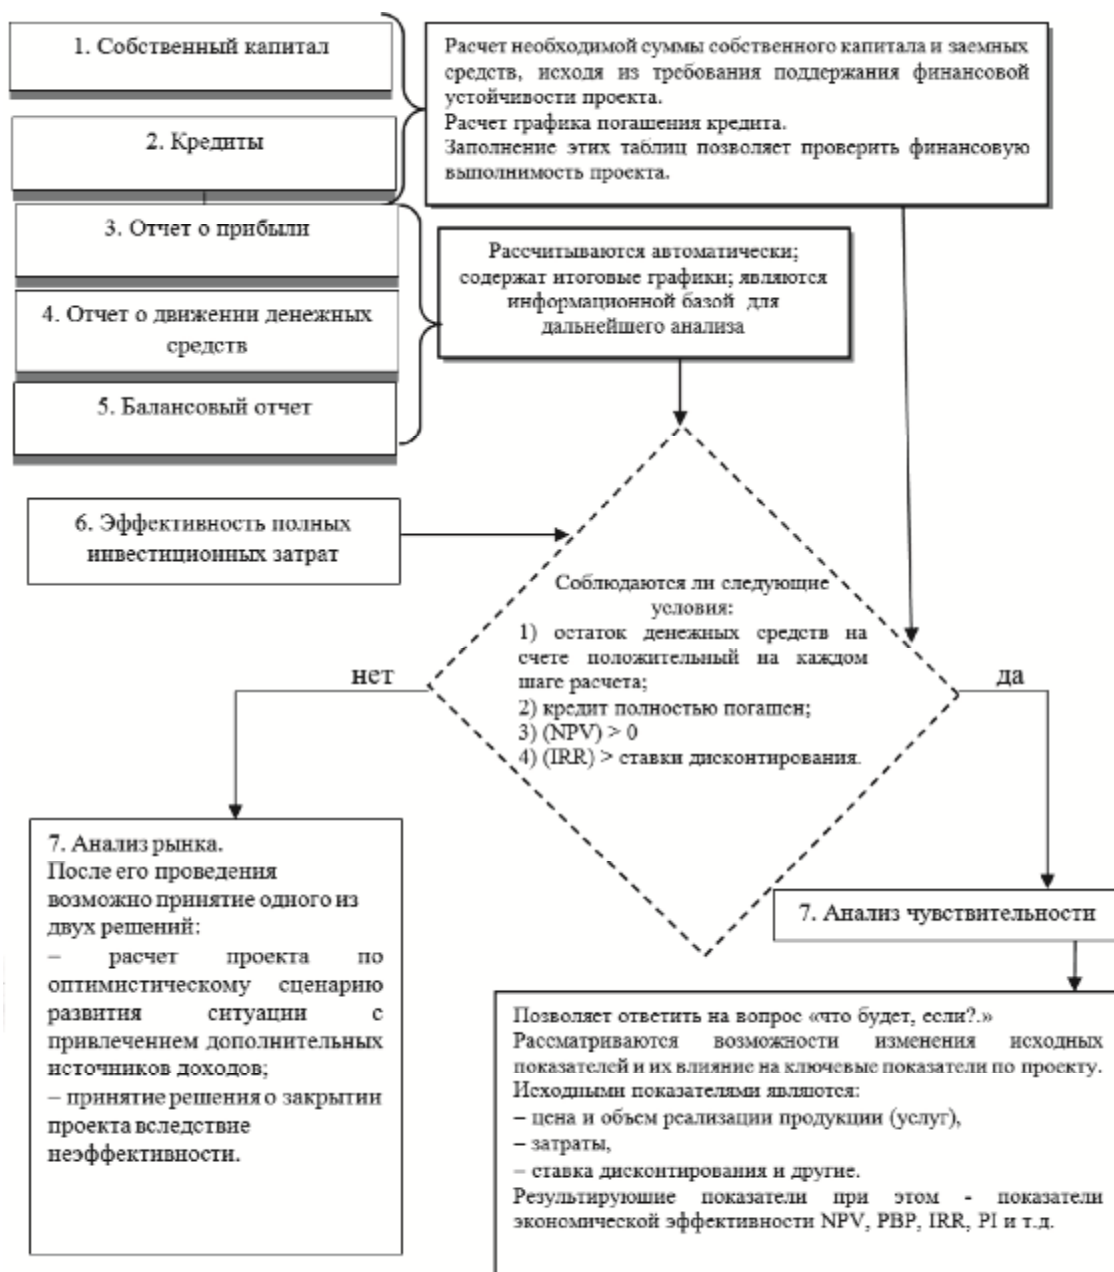 1. Собственный капитал
2. Кредиты
Расчет необходимой суммы собственного капитала и заемных
средств, исходя из требования поддержания финансовой
устойчивости проекта.
Расчет графика погашения кредита.
Заполнение этих таблиц позволяет проверить финансовую
выполнимость проекта.
3. Отчет о прибыли
4. Отчет о движении денежных
средств
5. Балансовый отчет
Рассчитываются автоматически;
содержат итоговые графики; являются
информационной базой для
дальнейшего анализа
6. Эффективность полных
инвестиционных затрат
Соблюдаются ли следующие
условия:
1) остаток денежных средств на
счете положительный на каждом
шаге расчета;
2) кредит полностью погашен;
3) (NPV) > 0
4) (IRR) > ставки дисконтирования.
нет
да
7. Анализ рынка.
После его проведения
возможно принятие одного из
двух решений:
– расчет проекта по
оптимистическому сценарию
развития ситуации с
привлечением дополнительных
источников доходов;
– принятие решения о закрытии
проекта вследствие
неэффективности.
7. Анализ чувствительности
Позволяет ответить на вопрос «что будет, если?.»
Рассматриваются возможности изменения исходных
показателей и их влияние на ключевые показатели по проекту.
Исходными показателями являются:
– цена и объем реализации продукции (услуг),
– затраты,
– ставка дисконтирования и другие.
Результирующие показатели при этом - показатели
экономической эффективности NPV, PBP, IRR, PI и т.д.